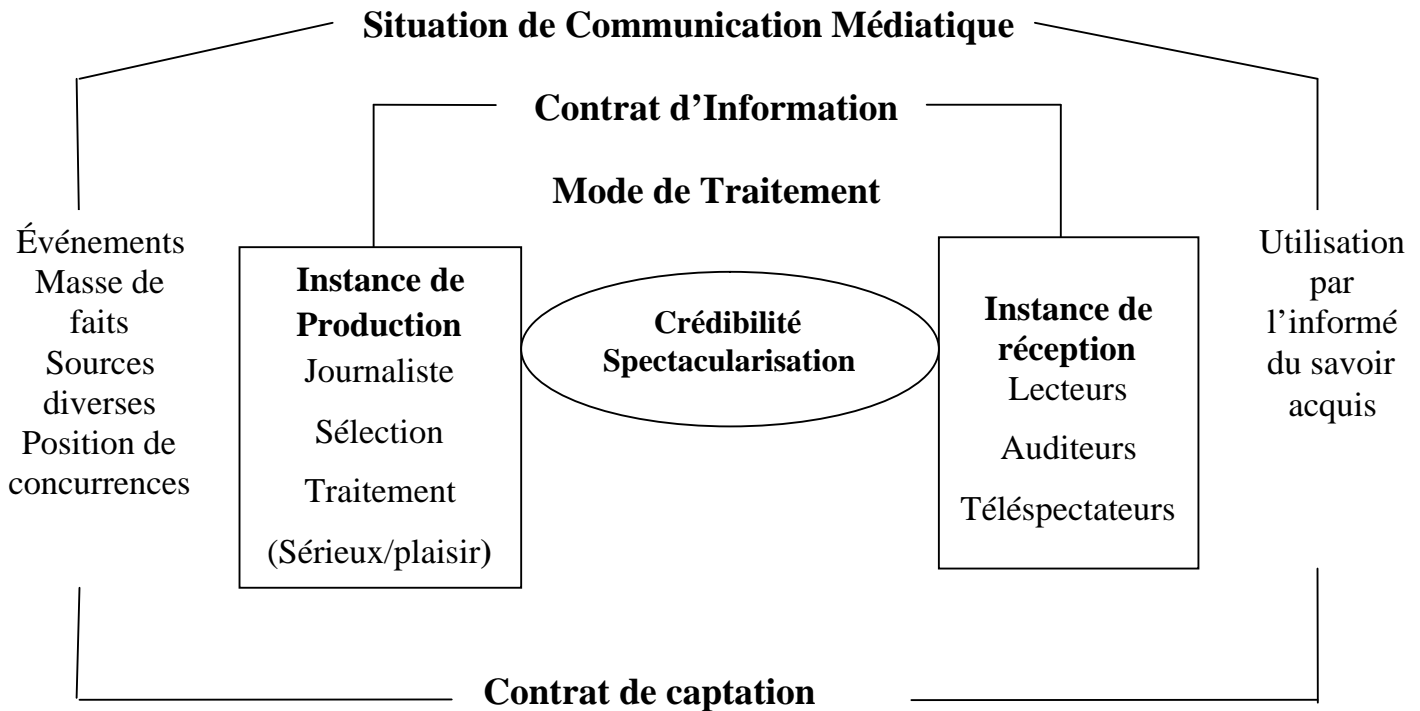 Situation de Communication Médiatique
Contrat d’Information
Mode de Traitement
Événements
Masse de
faits
Sources
diverses
Position de
concurrences
Instance de
Production
Journaliste
Sélection
Traitement
(Sérieux/plaisir)
Crédibilité
Spectacularisation
Instance de
réception
Lecteurs
Auditeurs
Téléspectateurs
Utilisation
par
l’informé
du savoir
acquis
Contrat de captation